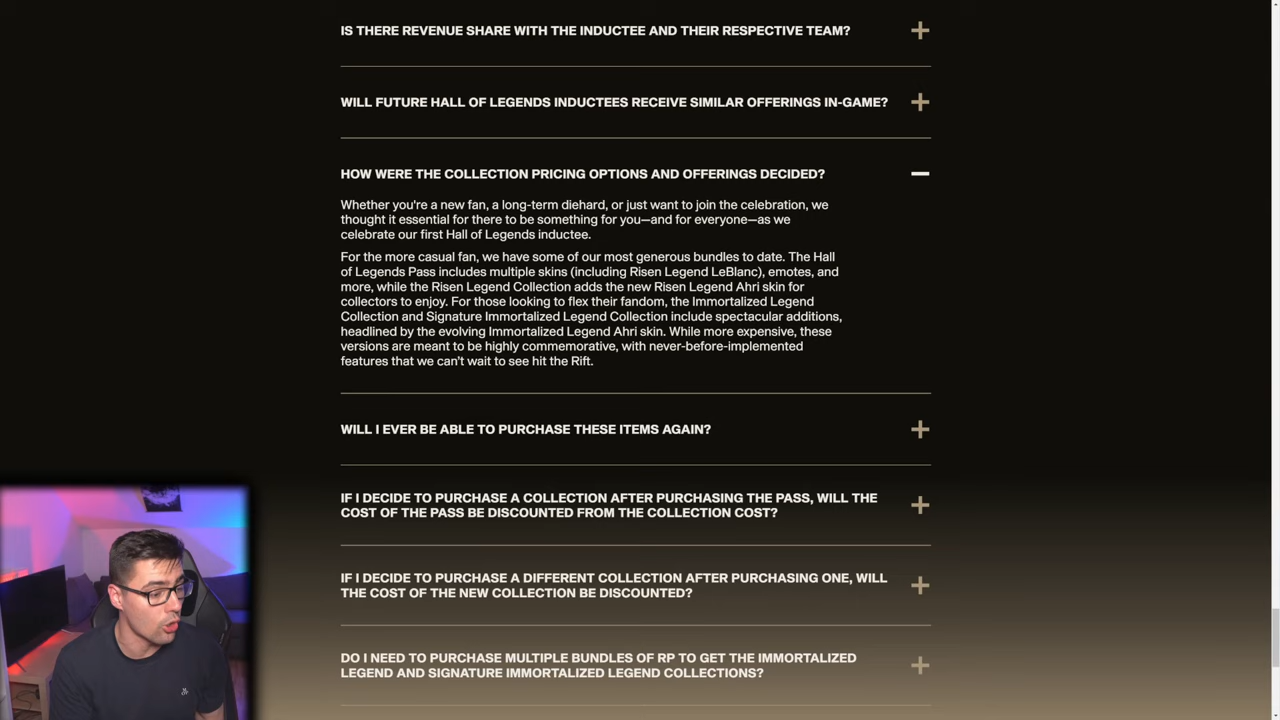 IS THERE REVENUE SHARE WITH THE INDUCTEE AND THEIR RESPECTIVE TEAM?
WILL FUTURE HALL OF LEGENDS INDUCTEES RECEIVE SIMILAR OFFERINGS IN-GAME?
HOW WERE THE COLLECTION PRICING OPTIONS AND OFFERINGS DECIDED?
Whether you're a new fan, a long-term diehard, or just want to join the celebration, we
thought it essential for there to be something for you—and for everyone—as we
celebrate our first Hall of Legends inductee.
For the more casual fan, we have some of our most generous bundles to date. The Hall
of Legends Pass includes multiple skins (including Risen Legend LeBlanc), emotes, and
more, while the Risen Legend Collection adds the new Risen Legend Ahri skin for
collectors to enjoy. For those looking to flex their fandom, the Immortalized Legend
Collection and Signature Immortalized Legend Collection include spectacular additions,
headlined by the evolving Immortalized Legend Ahri skin. While more expensive, these
versions are meant to be highly commemorative, with never-before-implemented
features that we can't wait to see hit the Rift.
WILL I EVER BE ABLE TO PURCHASE THESE ITEMS AGAIN?
IF I DECIDE TO PURCHASE A COLLECTION AFTER PURCHASING THE PASS, WILL THE
COST OF THE PASS BE DISCOUNTED FROM THE COLLECTION COST?
IF I DECIDE TO PURCHASE A DIFFERENT COLLECTION AFTER PURCHASING ONE, WILL
THE COST OF THE NEW COLLECTION BE DISCOUNTED?
DO I NEED TO PURCHASE MULTIPLE BUNDLES OF RP TO GET THE IMMORTALIZED
LEGEND AND SIGNATURE IMMORTALIZED LEGEND COLLECTIONS?